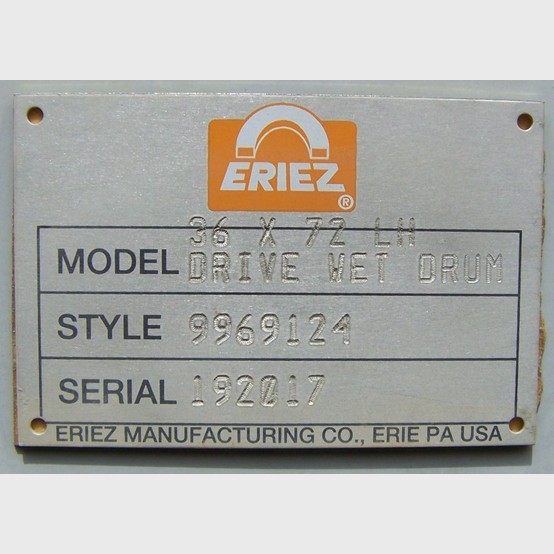 ERIEZ
®
36 X 72 LH
MODEL DRIVE WET DRUM
STYLE 9969124
SERIAL 192017
ERIEZ MANUFACTURING CO., ERIE PA USA